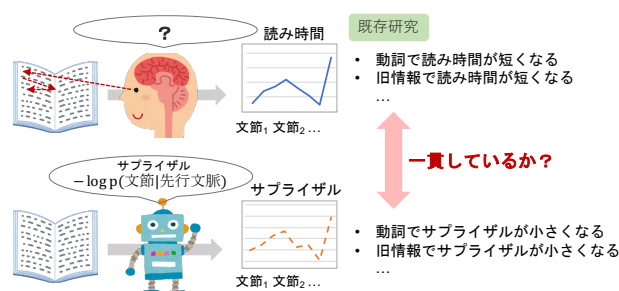 ?
読み時間
文節₁ 文節₂ …
既存研究
• 動詞で読み時間が短くなる
• 旧情報で読み時間が短くなる
…
一貫しているか？
サプライザル
−log p(文節|先行文脈)
サプライザル
文節₁ 文節₂ …
• 動詞でサプライザルが小さくなる
• 旧情報でサプライザルが小さくなる
…